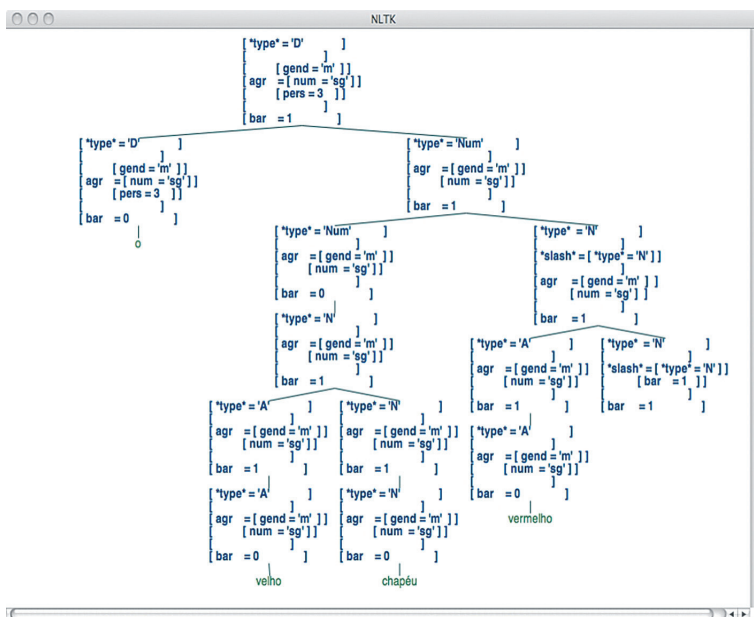 NLTK
[ *type* = 'D' ]
[ ]
[ [ gend = 'm' ] ]
[ agr = [ num = 'sg' ] ]
[ [ pers = 3 ] ]
[ ]
[ bar = 1 ]
[ *type* = 'D' ]
[ ]
[ [ gend = 'm' ] ]
[ agr = [ num = 'sg' ] ]
[ [ pers = 3 ] ]
[ ]
[ bar = 0 ]
o
[ *type* = 'Num' ]
[ ]
[ agr = [ gend = 'm' ] ]
[ [ num = 'sg' ] ]
[ ]
[ bar = 1 ]
[ *type* = 'Num' ]
[ ]
[ agr = [ gend = 'm' ] ]
[ [ num = 'sg' ] ]
[ ]
[ bar = 0 ]
[ *type* = 'N' ]
[ ]
[ agr = [ gend = 'm' ] ]
[ [ num = 'sg' ] ]
[ ]
[ bar = 1 ]
[ *type* = 'A' ]
[ ]
[ agr = [ gend = 'm' ] ]
[ [ num = 'sg' ] ]
[ ]
[ bar = 1 ]
[ *type* = 'A' ]
[ ]
[ agr = [ gend = 'm' ] ]
[ [ num = 'sg' ] ]
[ ]
[ bar = 0 ]
velho
[ *type* = 'N' ]
[ ]
[ agr = [ gend = 'm' ] ]
[ [ num = 'sg' ] ]
[ ]
[ bar = 1 ]
[ *type* = 'N' ]
[ ]
[ agr = [ gend = 'm' ] ]
[ [ num = 'sg' ] ]
[ ]
[ bar = 0 ]
chapéu
[ *type* = 'N' ]
[ ]
[ *slash* = [ *type* = 'N' ] ]
[ ]
[ agr = [ gend = 'm' ] ]
[ [ num = 'sg' ] ]
[ ]
[ bar = 1 ]
[ *type* = 'A' ]
[ ]
[ agr = [ gend = 'm' ] ]
[ [ num = 'sg' ] ]
[ ]
[ bar = 1 ]
[ *type* = 'A' ]
[ ]
[ agr = [ gend = 'm' ] ]
[ [ num = 'sg' ] ]
[ ]
[ bar = 0 ]
vermelho
[ *type* = 'N' ]
[ ]
[ *slash* = [ *type* = 'N' ] ]
[ [ bar = 1 ] ]
[ ]
[ bar = 1 ]